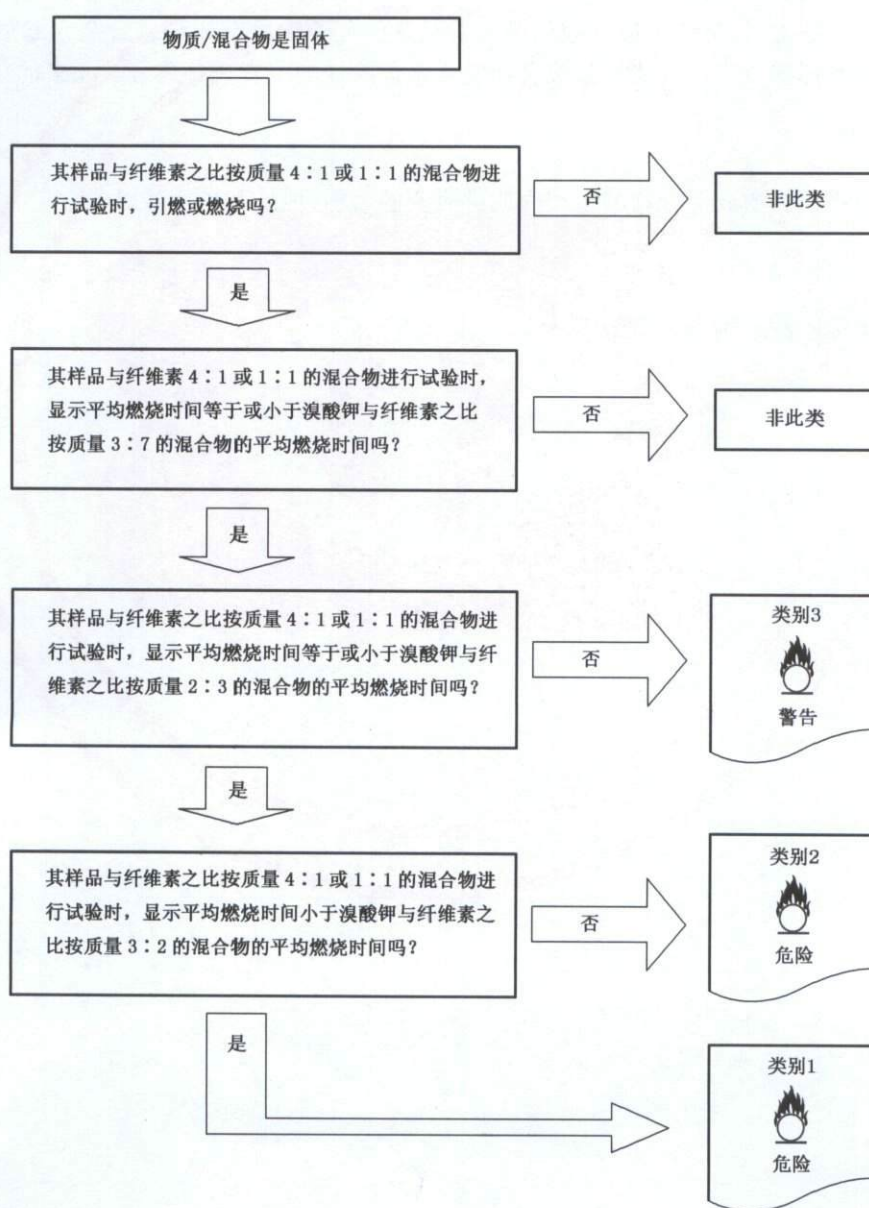 物质/混合物是固体
其样品与纤维素之比按质量 4∶1 或 1∶1 的混合物进
行试验时，引燃或燃烧吗？
否
非此类
是
其样品与纤维素 4∶1 或 1∶1 的混合物进行试验时，
显示平均燃烧时间等于或小于溴酸钾与纤维素之比
按质量 3∶7 的混合物的平均燃烧时间吗？
否
非此类
是
其样品与纤维素之比按质量 4∶1 或 1∶1 的混合物进
行试验时，显示平均燃烧时间等于或小于溴酸钾与纤
维素之比按质量 2∶3 的混合物的平均燃烧时间吗？
否
类别3
警告
是
其样品与纤维素之比按质量 4∶1 或 1∶1 的混合物进
行试验时，显示平均燃烧时间小于溴酸钾与纤维素之
比按质量 3∶2 的混合物的平均燃烧时间吗？
否
类别2
危险
是
类别1
危险